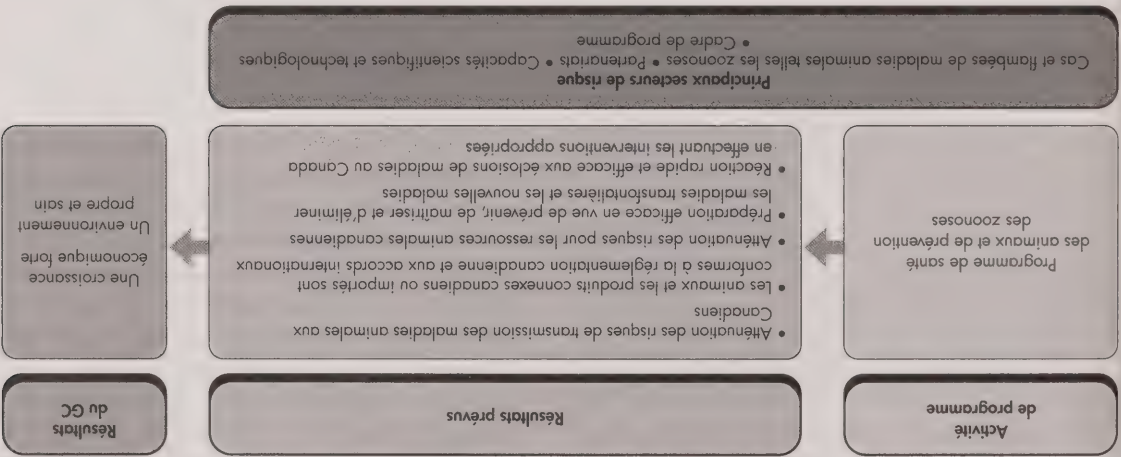 Activité
de programme
Résultats prévus
Résultats
du GC
Programme de santé
des animaux et de prévention
des zoonoses
• Atténuation des risques de transmission des maladies animales aux
Canadiens
• Les animaux et les produits connexes canadiens ou importés sont
conformes à la réglementation canadienne et aux accords internationaux
• Atténuation des risques pour les ressources animales canadiennes
• Préparation efficace en vue de prévenir, de maîtriser et d'éliminer
les maladies transfontalières et les nouvelles maladies
• Réaction rapide et efficace aux éclosions de maladies au Canada
en effectuant les interventions appropriées
Une croissance
économique forte
Un environnement
propre et sain
Principaux secteurs de risque
Cas et flambées de maladies animales telles les zoonoses • Partenariats • Capacités scientifiques et technologiques
• Cadre de programme